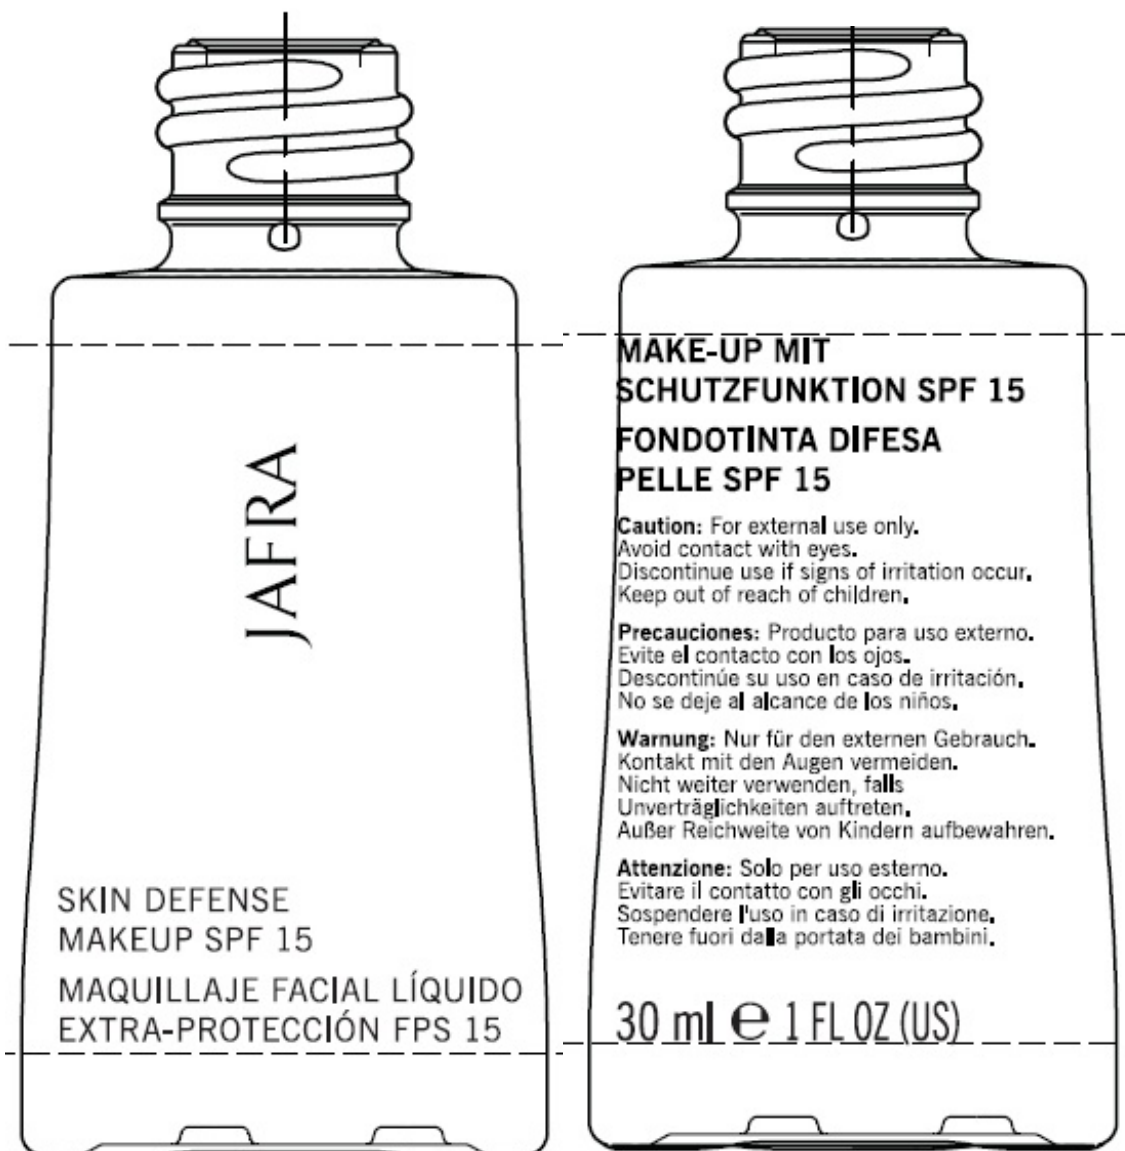 JAFRA
SKIN DEFENSE
MAKEUP SPF 15
MAQUILLAJE FACIAL LÍQUIDO
EXTRA-PROTECCIÓN FPS 15
MAKE-UP MIT
SCHUTZFUNKTION SPF 15
FONDOTINTA DIFESA
PELLE SPF 15
Caution: For external use only.
Avoid contact with eyes.
Discontinue use if signs of irritation occur.
Keep out of reach of children.
Precauciones: Producto para uso externo.
Evite el contacto con los ojos.
Descontinúe su uso en caso de irritación.
No se deje al alcance de los niños.
Warnung: Nur für den externen Gebrauch.
Kontakt mit den Augen vermeiden.
Nicht weiter verwenden, falls
Unverträglichkeiten auftreten.
Außer Reichweite von Kindern aufbewahren.
Attenzione: Solo per uso esterno.
Evitare il contatto con gli occhi.
Sospendere l'uso in caso di irritazione.
Tenere fuori dalla portata dei bambini.
30 ml ℮ 1 FL OZ (US)